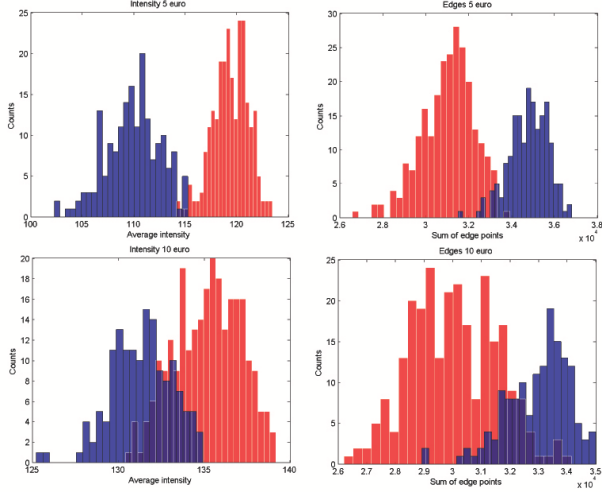 Intensity 5 euro
25
20
15
10
5
0
Counts
100 105 110 115 120 125
Average intensity
Edges 5 euro
30
25
20
15
10
5
0
Counts
2.6 2.8 3 3.2 3.4 3.6 3.8
Sum of edge points
x 10^4
Intensity 10 euro
20
18
16
14
12
10
8
6
4
2
0
Counts
125 130 135 140
Average intensity
Edges 10 euro
25
20
15
10
5
0
Counts
2.6 2.7 2.8 2.9 3 3.1 3.2 3.3 3.4 3.5
Sum of edge points
x 10^4